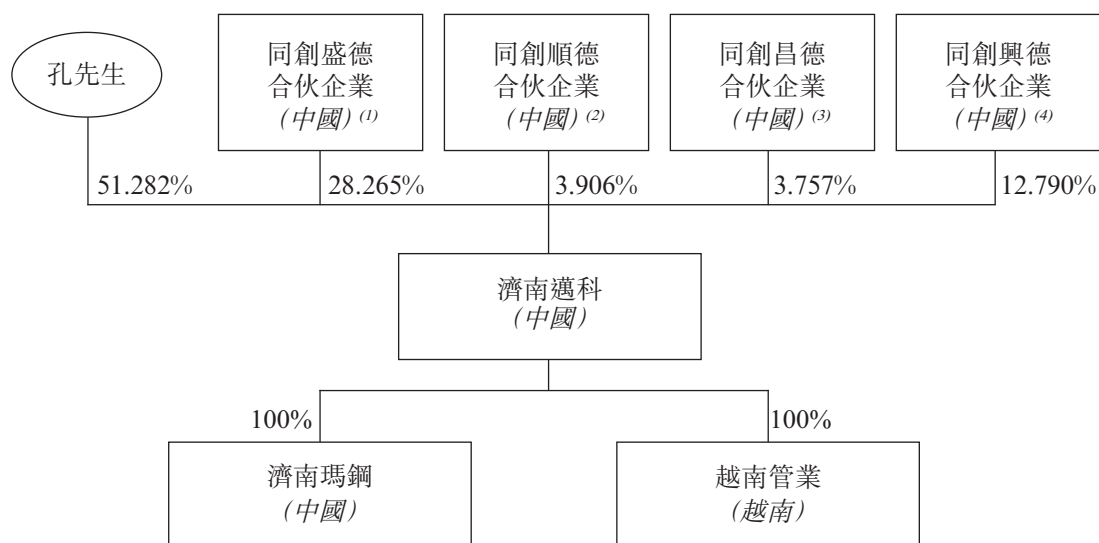 孔先生
同創盛德
合伙企業
（中國）(1)
同創順德
合伙企業
（中國）(2)
同創昌德
合伙企業
（中國）(3)
同創興德
合伙企業
（中國）(4)
51.282%
28.265%
3.906%
3.757%
12.790%
濟南邁科
（中國）
100%
100%
濟南瑪鋼
（中國）
越南管業
（越南）